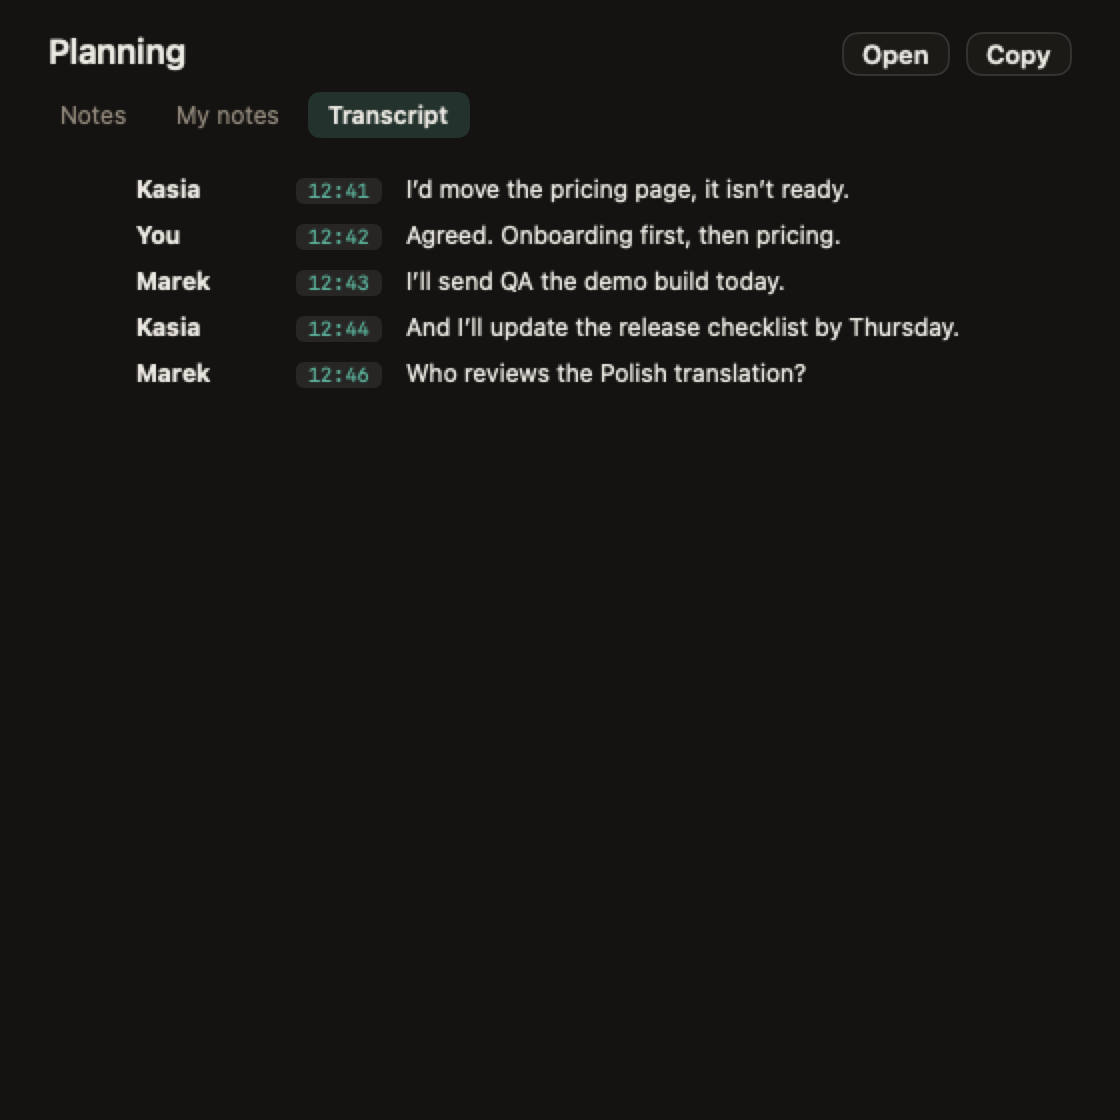 Planning
Open Copy
Notes My notes Transcript
Kasia 12:41 I’d move the pricing page, it isn’t ready.
You 12:42 Agreed. Onboarding first, then pricing.
Marek 12:43 I’ll send QA the demo build today.
Kasia 12:44 And I’ll update the release checklist by Thursday.
Marek 12:46 Who reviews the Polish translation?